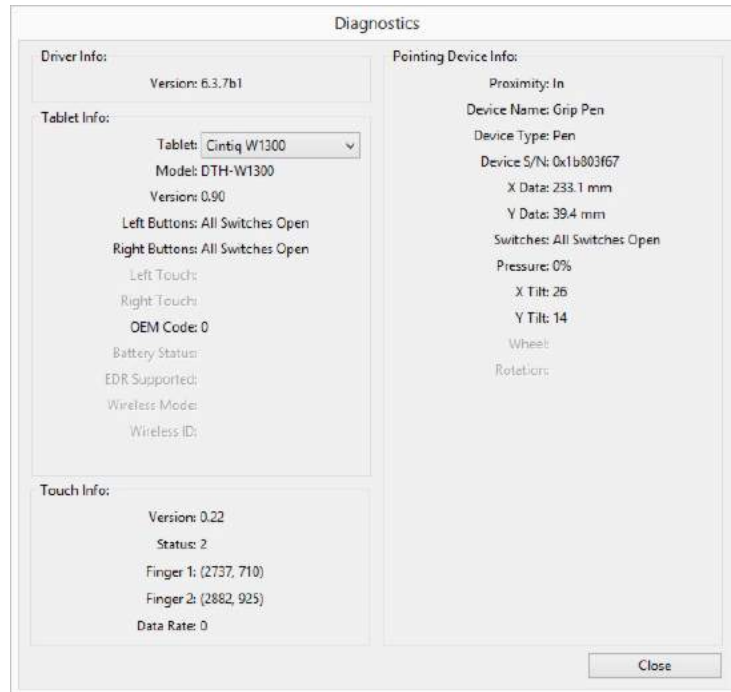 Diagnostics
Driver Info:
Version: 6.3.7b1
Tablet Info:
Tablet: Cintiq W1300
Model: DTH-W1300
Version: 0.90
Left Buttons: All Switches Open
Right Buttons: All Switches Open
Left Touch:
Right Touch:
OEM Code: 0
Battery Status:
EDR Supported:
Wireless Mode:
Wireless ID:
Touch Info:
Version: 0.22
Status: 2
Finger 1: (2737, 710)
Finger 2: (2882, 925)
Data Rate: 0
Pointing Device Info:
Proximity: In
Device Name: Grip Pen
Device Type: Pen
Device S/N: 0x1b803f67
X Data: 233.1 mm
Y Data: 39.4 mm
Switches: All Switches Open
Pressure: 0%
X Tilt: 26
Y Tilt: 14
Wheel:
Rotation:
Close